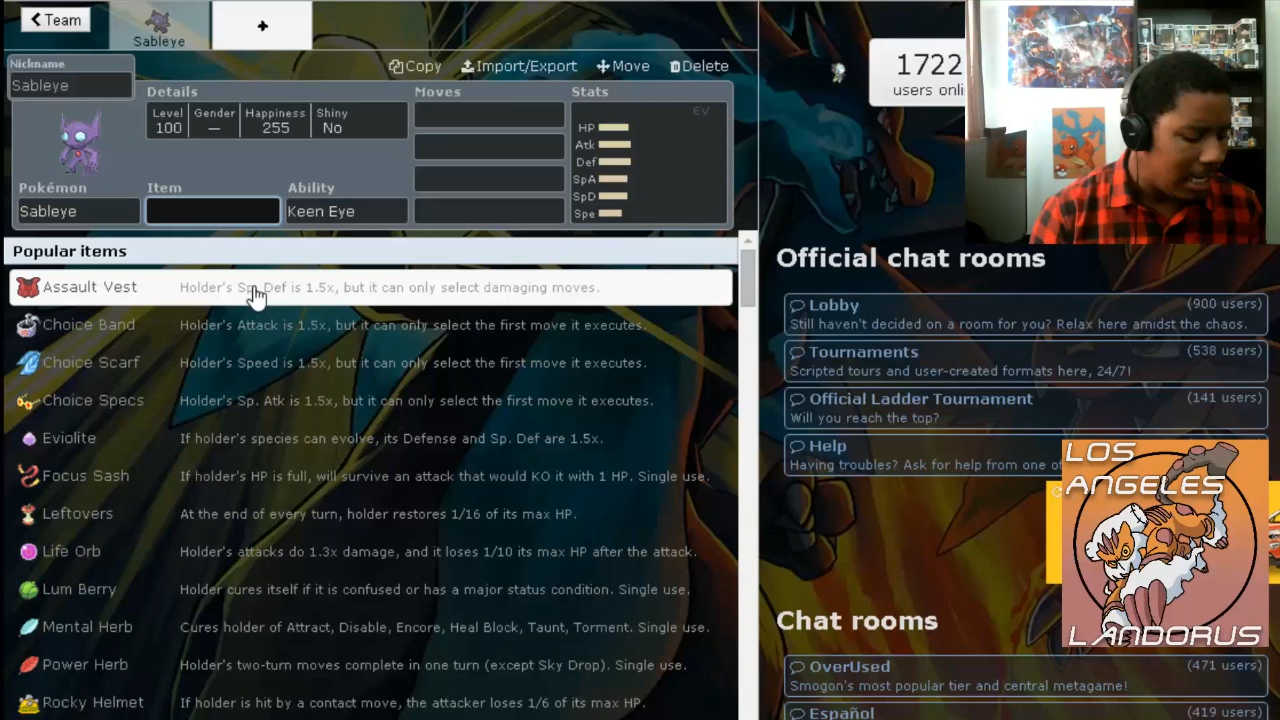 Team
Sableye
+
Nickname
Sableye
Copy Import/Export Move Delete
Details
Level Gender Happiness Shiny
100 — 255 No
Moves
Stats
EV
HP
Atk
Def
SpA
SpD
Spe
Pokémon Item Ability
Sableye Keen Eye
Popular items
Assault Vest Holder's Sp. Def is 1.5x, but it can only select damaging moves.
Choice Band Holder's Attack is 1.5x, but it can only select the first move it executes.
Choice Scarf Holder's Speed is 1.5x, but it can only select the first move it executes.
Choice Specs Holder's Sp. Atk is 1.5x, but it can only select the first move it executes.
Eviolite If holder's species can evolve, its Defense and Sp. Def are 1.5x.
Focus Sash If holder's HP is full, will survive an attack that would KO it with 1 HP. Single use.
Leftovers At the end of every turn, holder restores 1/16 of its max HP.
Life Orb Holder's attacks do 1.3x damage, and it loses 1/10 its max HP after the attack.
Lum Berry Holder cures itself if it is confused or has a major status condition. Single use.
Mental Herb Cures holder of Attract, Disable, Encore, Heal Block, Taunt, Torment. Single use.
Power Herb Holder's two-turn moves complete in one turn (except Sky Drop). Single use.
Rocky Helmet If holder is hit by a contact move, the attacker loses 1/6 of its max HP.
1722
users onli
Official chat rooms
Lobby (900 users)
Still haven't decided on a room for you? Relax here amidst the chaos.
Tournaments (538 users)
Scripted tours and user-created formats here, 24/7!
Official Ladder Tournament (141 users)
Will you reach the top?
Help
Having troubles? Ask for help from one of
LOS
ANGELES
LANDORUS
Chat rooms
OverUsed (471 users)
Smogon's most popular tier and central metagame!
Español (419 users)